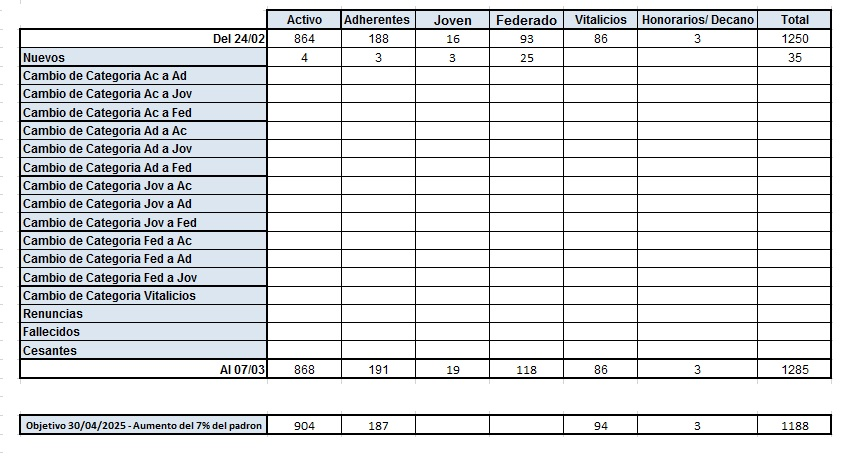 Activo Adherentes Joven Federado Vitalicios Honorarios/ Decano Total
Del 24/02 864 188 16 93 86 3 1250
Nuevos 4 3 3 25 35
Cambio de Categoria Ac a Ad
Cambio de Categoria Ac a Jov
Cambio de Categoria Ac a Fed
Cambio de Categoria Ad a Ac
Cambio de Categoria Ad a Jov
Cambio de Categoria Ad a Fed
Cambio de Categoria Jov a Ac
Cambio de Categoria Jov a Ad
Cambio de Categoria Jov a Fed
Cambio de Categoria Fed a Ac
Cambio de Categoria Fed a Ad
Cambio de Categoria Fed a Jov
Cambio de Categoria Vitalicios
Renuncias
Fallecidos
Cesantes
Al 07/03 868 191 19 118 86 3 1285
Objetivo 30/04/2025 - Aumento del 7% del padron 904 187 94 3 1188